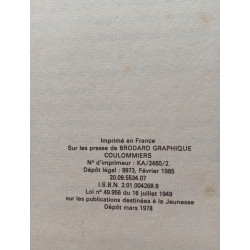 Imprimé en France
Sur les presse de BRODARD GRAPHIQUE
COULOMMIERS
N° d'imprimeur : KA/2460/2.
Dépôt légal : 9973, Février 1985
20.09.5534.07
I.S.B.N. 2.01.004268.9
Loi n° 49.956 du 16 juillet 1949
sur les publications destinées à la Jeunesse
Dépôt mars 1978